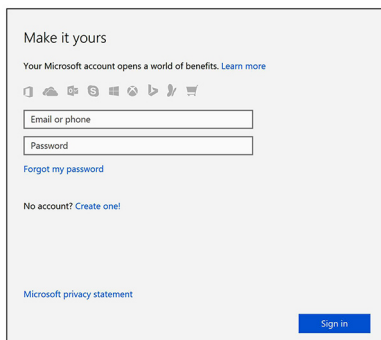 Make it yours
Your Microsoft account opens a world of benefits. Learn more
Email or phone
Password
Forgot my password
No account? Create one!
Microsoft privacy statement
Sign in